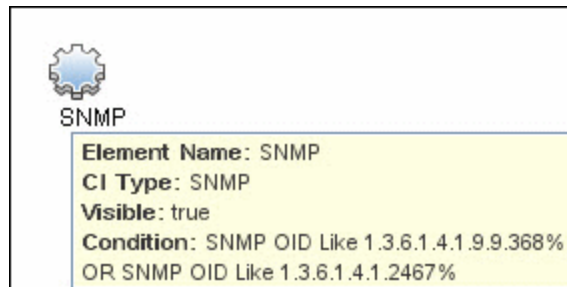 SNMP
Element Name: SNMP
CI Type: SNMP
Visible: true
Condition: SNMP OID Like 1.3.6.1.4.1.9.9.368%
OR SNMP OID Like 1.3.6.1.4.1.2467%